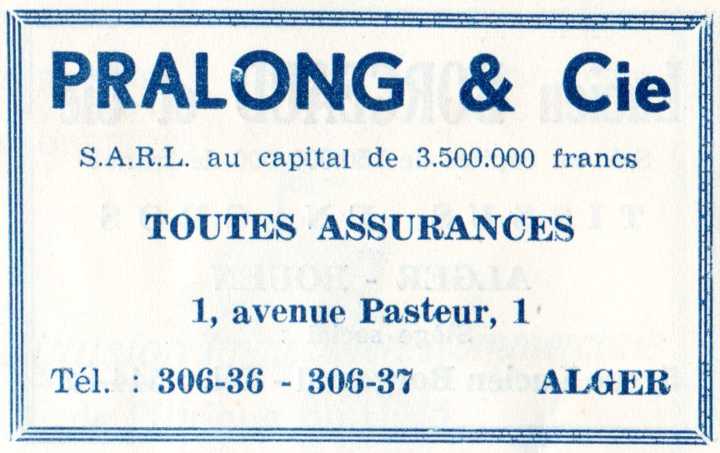 PRALONG & Cie
S.A.R.L. au capital de 3.500.000 francs
TOUTES ASSURANCES
1, avenue Pasteur, 1
Tél. : 306-36 - 306-37 ALGER